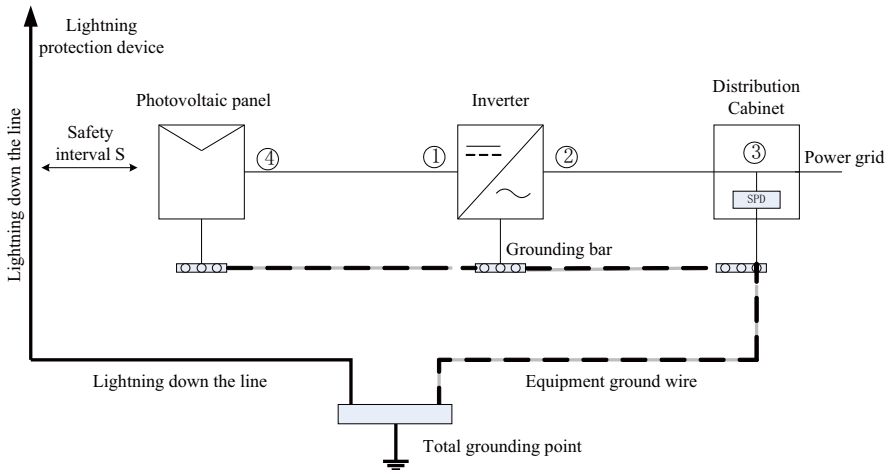 Lightning
protection device
Photovoltaic panel
Inverter
Distribution
Cabinet
Safety
interval S
Lightning down the line
④
①
②
③
Power grid
SPD
Grounding bar
Lightning down the line
Equipment ground wire
Total grounding point